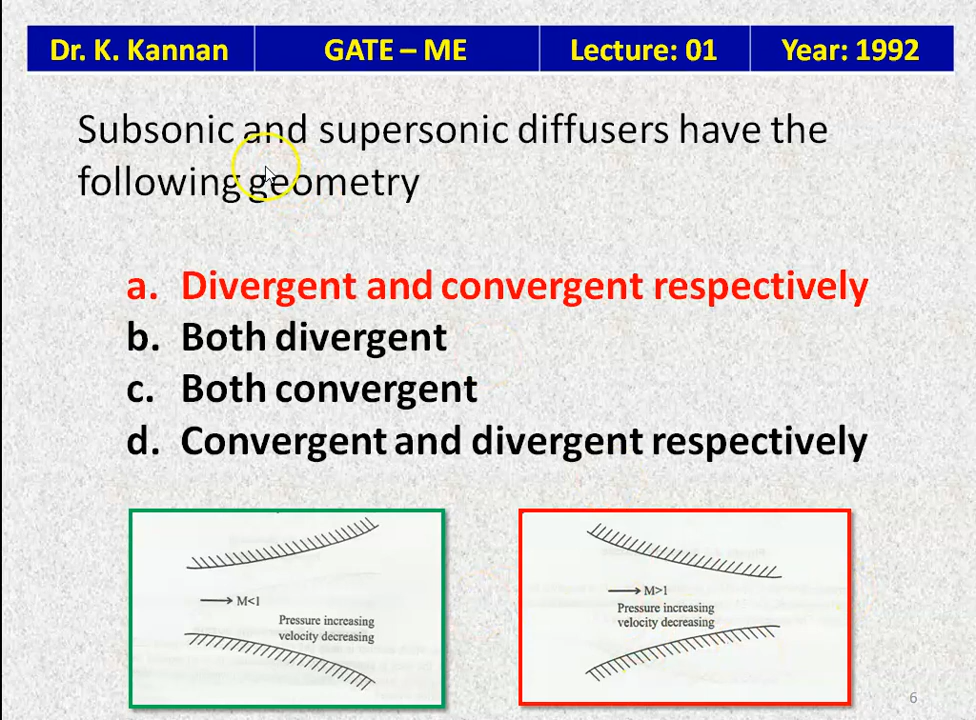 Dr. K. Kannan GATE – ME Lecture: 01 Year: 1992
Subsonic and supersonic diffusers have the
following geometry
a. Divergent and convergent respectively
b. Both divergent
c. Both convergent
d. Convergent and divergent respectively
M<1
Pressure increasing
velocity decreasing
M>1
Pressure increasing
velocity decreasing
6